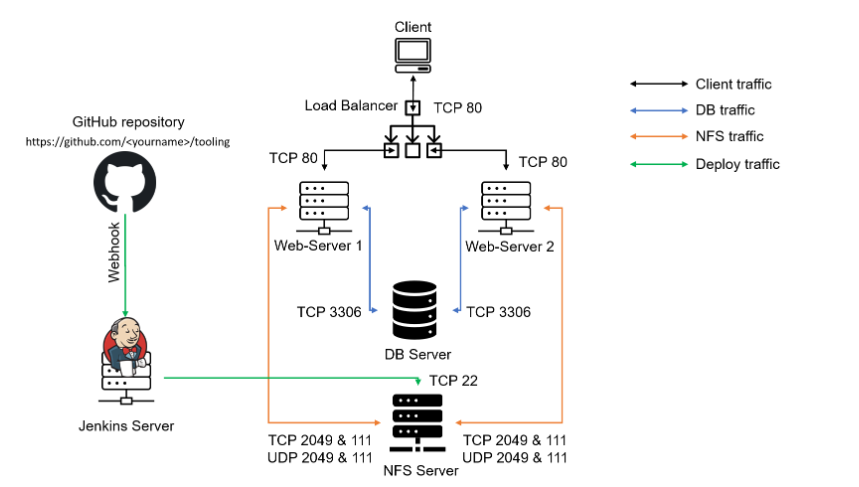 Client
Load Balancer
TCP 80
Client traffic
DB traffic
NFS traffic
Deploy traffic
GitHub repository
https://github.com/<yourname>/tooling
TCP 80
TCP 80
Webhook
Web-Server 1
Web-Server 2
TCP 3306
TCP 3306
DB Server
TCP 22
Jenkins Server
TCP 2049 & 111
UDP 2049 & 111
TCP 2049 & 111
UDP 2049 & 111
NFS Server